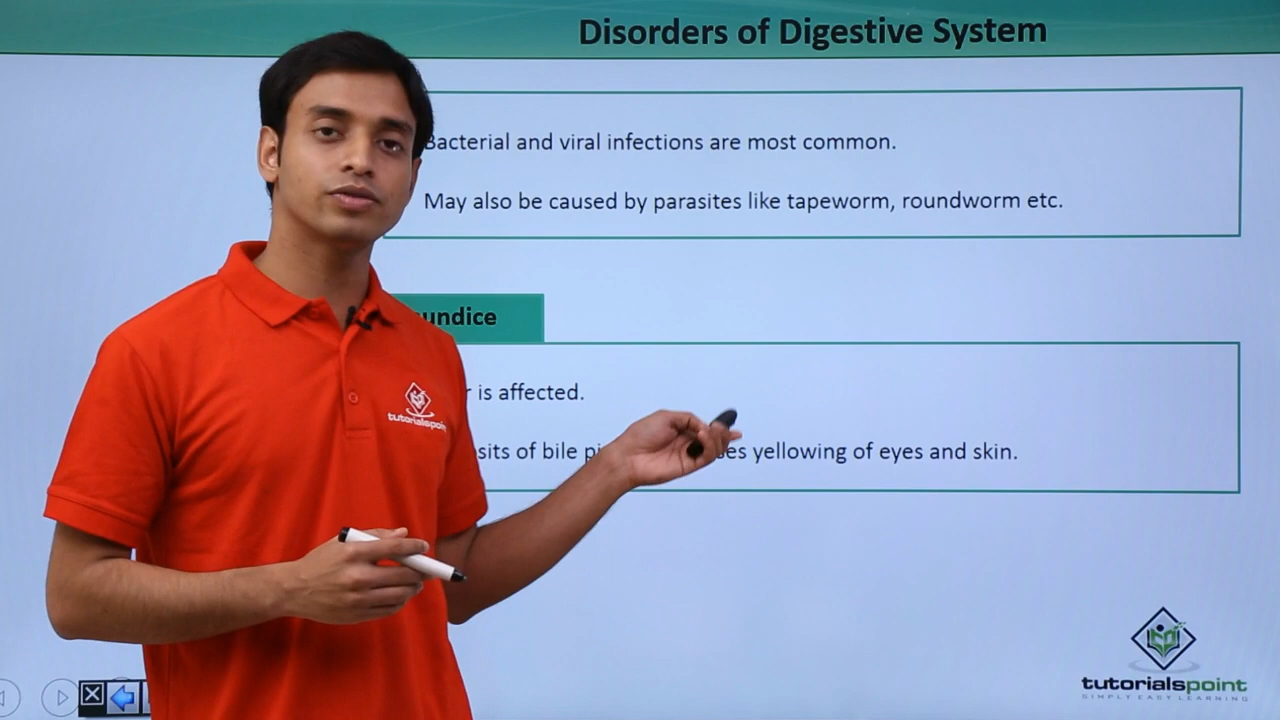 Disorders of Digestive System
Bacterial and viral infections are most common.
May also be caused by parasites like tapeworm, roundworm etc.
undice
r is affected.
sits of bile pi es yellowing of eyes and skin.
tutorialspoint
tutorialspoint
SIMPLY EASY LEARNING